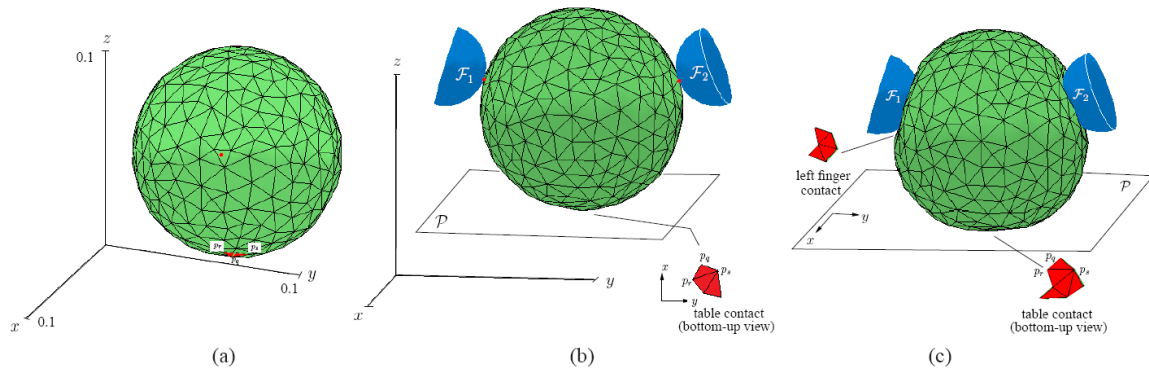 z
0.1
p_r p_s
p_q
y
0.1
x
0.1
(a)
z
F_1
F_2
P
p_q
p_r
p_s
x
y
table contact
(bottom-up view)
y
x
(b)
F_1
F_2
left finger
contact
P
y
x
p_q
p_r
p_s
table contact
(bottom-up view)
(c)